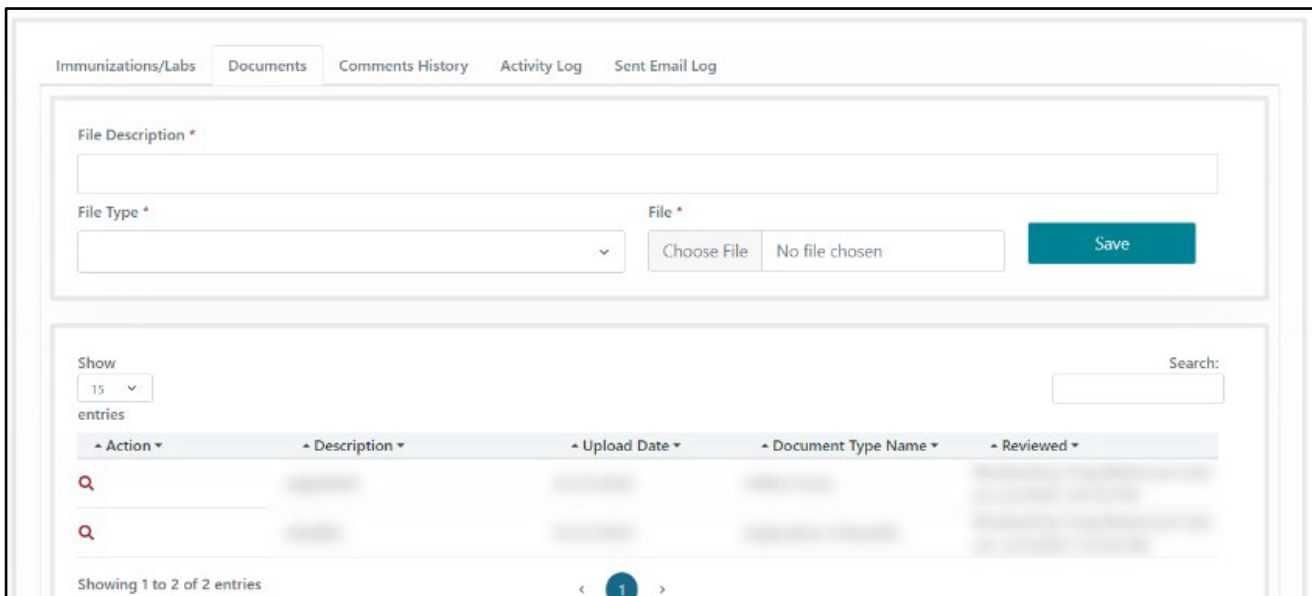 Immunizations/Labs Documents Comments History Activity Log Sent Email Log
File Description *
File Type * File *
Choose File No file chosen Save
Show Search:
15
entries
Action Description Upload Date Document Type Name Reviewed
Showing 1 to 2 of 2 entries < 1 >